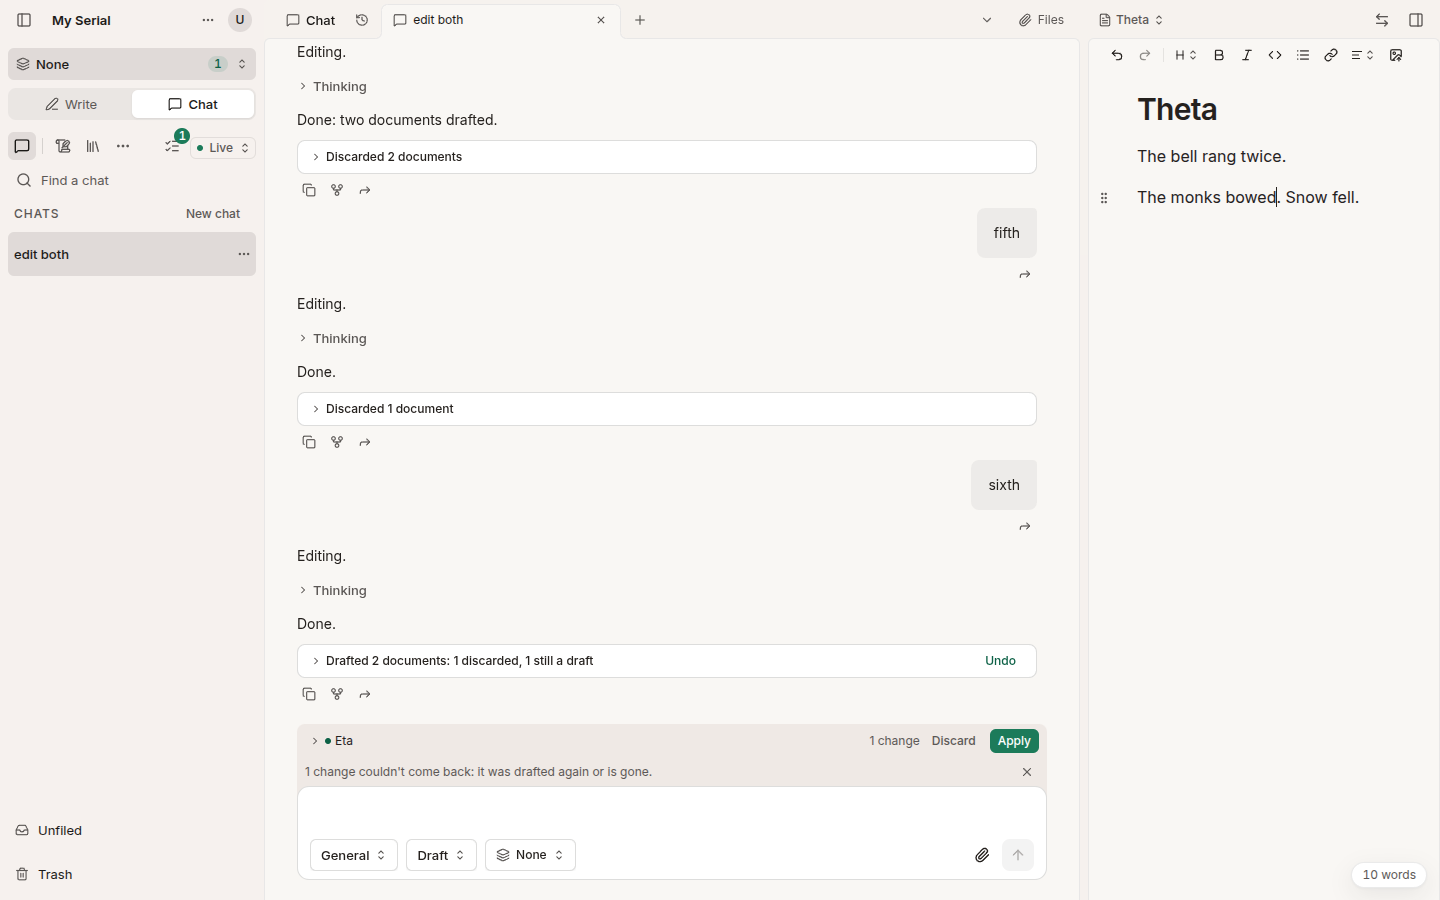 My Serial
U
None
1
Write
Chat
1
Live
Find a chat
CHATS
New chat
edit both
Unfiled
Trash
Chat
edit both
Files
Editing.
Thinking
Done: two documents drafted.
Discarded 2 documents
fifth
Editing.
Thinking
Done.
Discarded 1 document
sixth
Editing.
Thinking
Done.
Drafted 2 documents: 1 discarded, 1 still a draft
Undo
Eta
1 change
Discard
Apply
1 change couldn't come back: it was drafted again or is gone.
General
Draft
None
Theta
H
B
I
Theta
The bell rang twice.
The monks bowed. Snow fell.
10 words